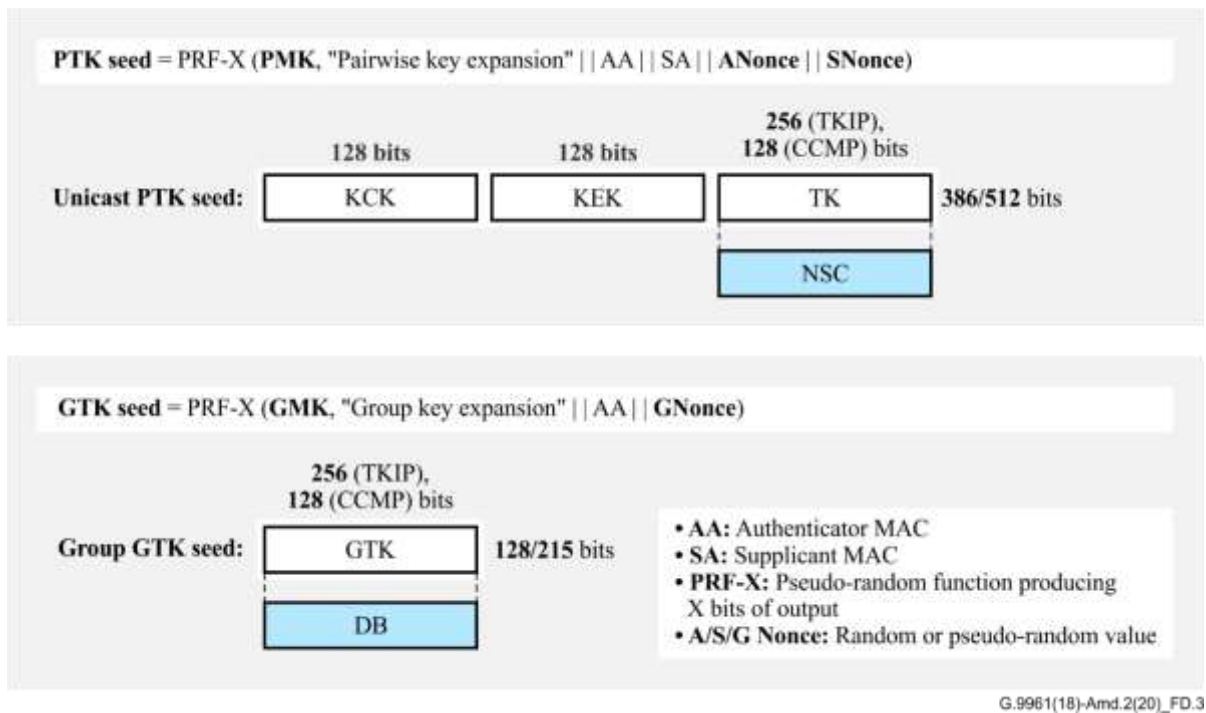 PTK seed = PRF-X (PMK, "Pairwise key expansion" || AA || SA || ANonce || SNonce)
256 (TKIP),
128 bits 128 bits 128 (CCMP) bits
Unicast PTK seed: KCK KEK TK 386/512 bits
NSC
GTK seed = PRF-X (GMK, "Group key expansion" || AA || GNonce)
256 (TKIP),
128 (CCMP) bits
Group GTK seed: GTK 128/215 bits
DB
• AA: Authenticator MAC
• SA: Supplicant MAC
• PRF-X: Pseudo-random function producing
X bits of output
• A/S/G Nonce: Random or pseudo-random value
G.9961(18)-Amd.2(20)_FD.3